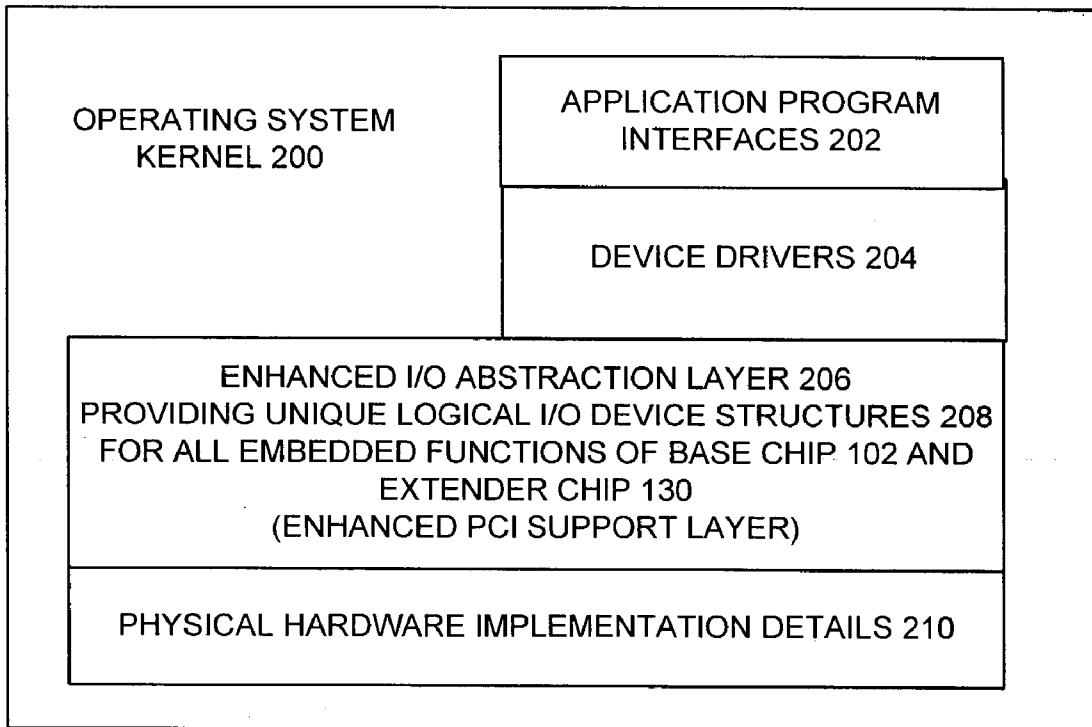 OPERATING SYSTEM
KERNEL 200
APPLICATION PROGRAM
INTERFACES 202
DEVICE DRIVERS 204
ENHANCED I/O ABSTRACTION LAYER 206
PROVIDING UNIQUE LOGICAL I/O DEVICE STRUCTURES 208
FOR ALL EMBEDDED FUNCTIONS OF BASE CHIP 102 AND
EXTENDER CHIP 130
(ENHANCED PCI SUPPORT LAYER)
PHYSICAL HARDWARE IMPLEMENTATION DETAILS 210